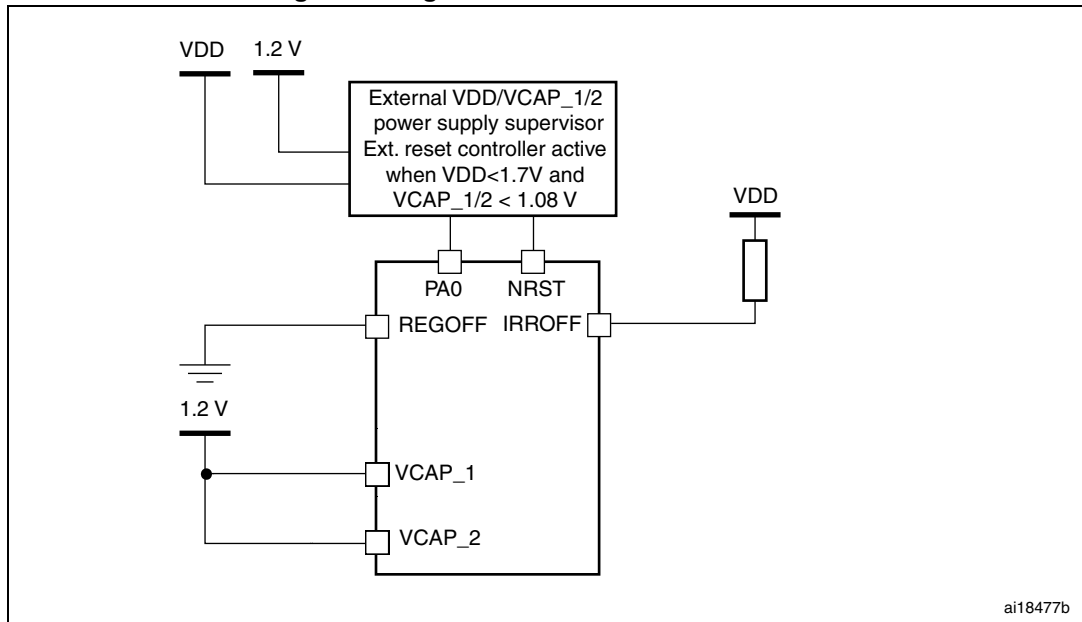 VDD 1.2 V
External VDD/VCAP_1/2
power supply supervisor
Ext. reset controller active
when VDD<1.7V and
VCAP_1/2 < 1.08 V
VDD
PA0 NRST
REGOFF IRROFF
1.2 V
VCAP_1
VCAP_2
ai18477b